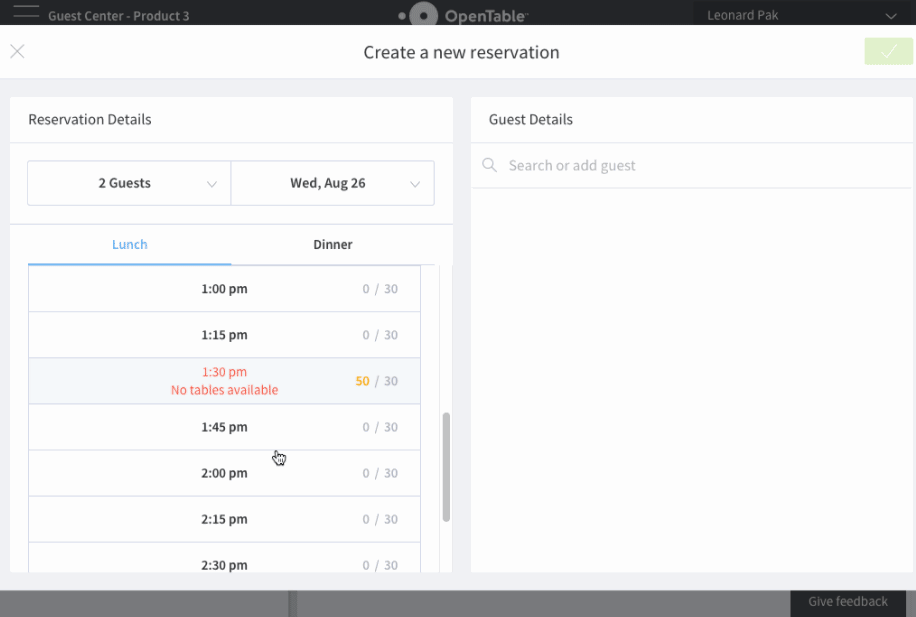 Guest Center - Product 3
OpenTable™
Leonard Pak
Create a new reservation
Reservation Details
2 Guests
Wed, Aug 26
Lunch
Dinner
1:00 pm 0 / 30
1:15 pm 0 / 30
1:30 pm
No tables available 50 / 30
1:45 pm 0 / 30
2:00 pm 0 / 30
2:15 pm 0 / 30
2:30 pm 0 / 30
Guest Details
Search or add guest
Give feedback